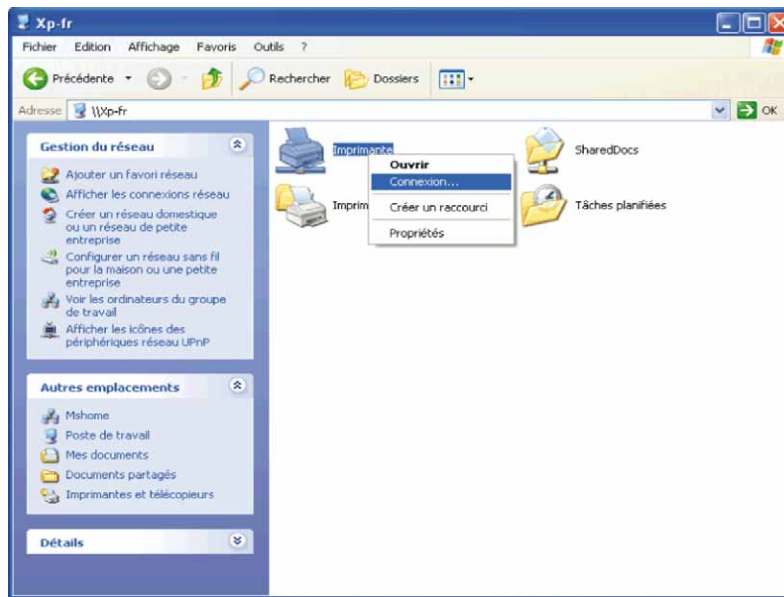 Xp-fr
Fichier Edition Affichage Favoris Outils ?
Précédente Rechercher Dossiers
Adresse \\Xp-fr OK
Gestion du réseau
Ajouter un favori réseau
Afficher les connexions réseau
Créer un réseau domestique
ou un réseau de petite
entreprise
Configurer un réseau sans fil
pour la maison ou une petite
entreprise
Voir les ordinateurs du groupe
de travail
Afficher les icônes des
périphériques réseau UPnP
Autres emplacements
Mshome
Poste de travail
Mes documents
Documents partagés
Imprimantes et télécopieurs
Détails
Imprimante
SharedDocs
Imprim
Tâches planifiées
Ouvrir
Connexion...
Créer un raccourci
Propriétés